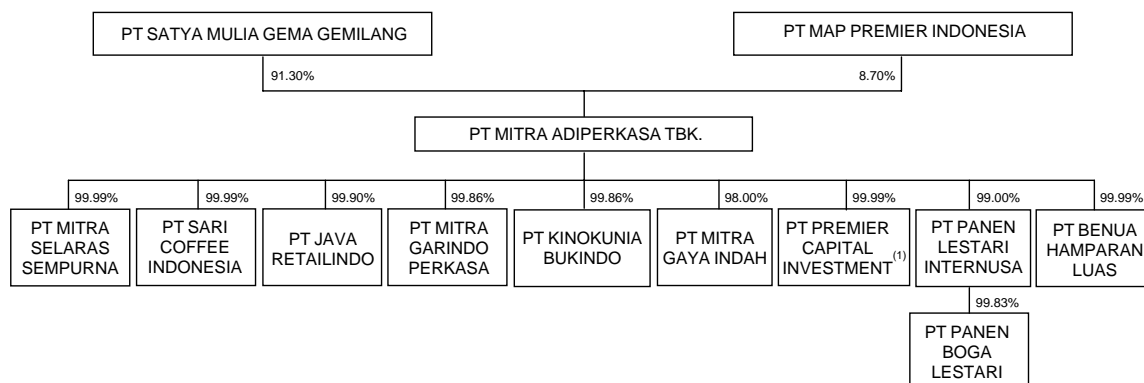 PT SATYA MULIA GEMA GEMILANG
PT MAP PREMIER INDONESIA
91.30%
8.70%
PT MITRA ADIPERKASA TBK.
99.99%
99.99%
99.90%
99.86%
99.86%
98.00%
99.99%
99.00%
99.99%
PT MITRA
SELARAS
SEMPURNA
PT SARI
COFFEE
INDONESIA
PT JAVA
RETAILINDO
PT MITRA
GARINDO
PERKASA
PT KINOKUNIA
BUKINDO
PT MITRA
GAYA INDAH
PT PREMIER
CAPITAL
INVESTMENT(1)
PT PANEN
LESTARI
INTERNUSA
PT BENUA
HAMPARAN
LUAS
99.83%
PT PANEN
BOGA
LESTARI